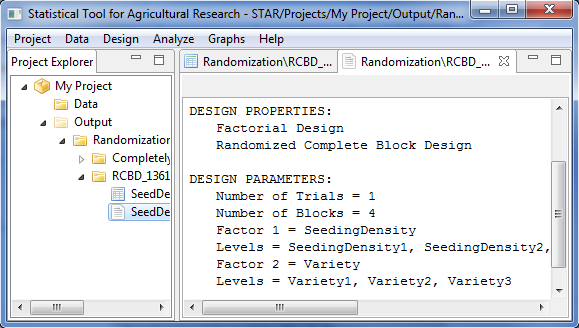 Statistical Tool for Agricultural Research - STAR/Projects/My Project/Output/Ran...
Project Data Design Analyze Graphs Help
Project Explorer
My Project
Data
Output
Randomization
Completely
RCBD_1361
SeedDe
SeedDe
Randomization\RCBD_... Randomization\RCBD_...
DESIGN PROPERTIES:
Factorial Design
Randomized Complete Block Design
DESIGN PARAMETERS:
Number of Trials = 1
Number of Blocks = 4
Factor 1 = SeedingDensity
Levels = SeedingDensity1, SeedingDensity2,
Factor 2 = Variety
Levels = Variety1, Variety2, Variety3